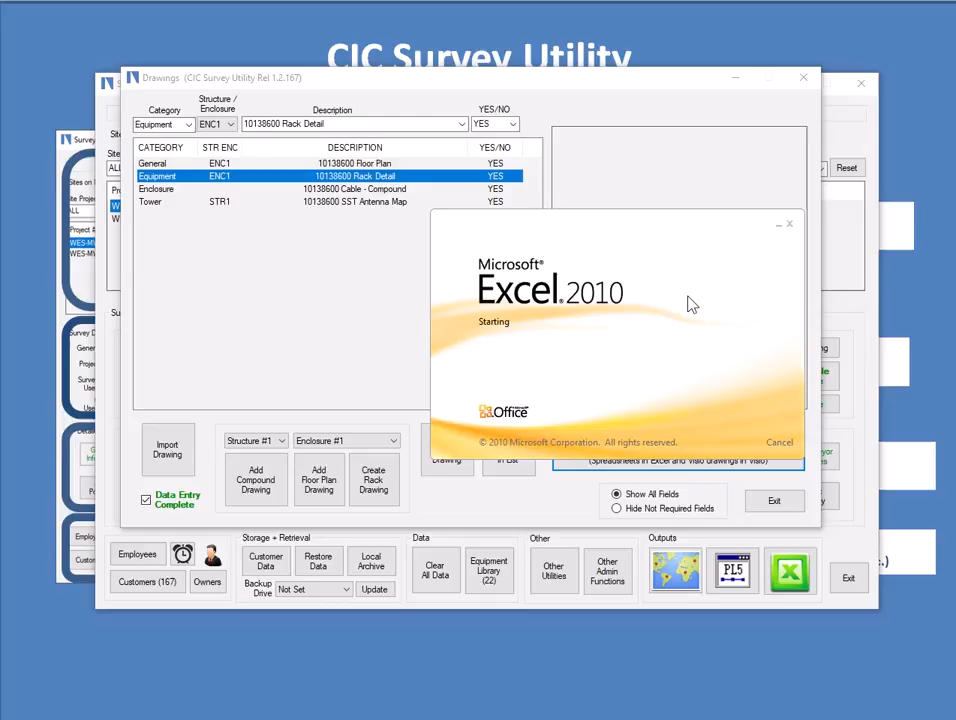 CIC Survey Utility
Drawings (CIC Survey Utility Rel 1.2.167)
Category
Structure /
Enclosure
Description
YES/NO
Equipment
ENC1
10138600 Rack Detail
YES
CATEGORY STR ENC DESCRIPTION YES/NO
General ENC1 10138600 Floor Plan YES
Equipment ENC1 10138600 Rack Detail YES
Enclosure 10138600 Cable - Compound YES
Tower STR1 10138600 SST Antenna Map YES
Reset
Microsoft®
Excel 2010
Starting
Office
© 2010 Microsoft Corporation. All rights reserved.
Cancel
Import
Drawing
Data Entry
Complete
Structure #1
Enclosure #1
Add
Compound
Drawing
Add
Floor Plan
Drawing
Create
Rack
Drawing
Drawing
In List
(Spreadsheets in Excel and Visio drawings in Visio)
Show All Fields
Hide Not Required Fields
Exit
Employees
Customers (167)
Owners
Storage + Retrieval
Customer
Data
Restore
Data
Local
Archive
Backup
Drive
Not Set
Update
Data
Clear
All Data
Equipment
Library
(22)
Other
Other
Utilities
Other
Admin
Functions
Outputs
PL5
Exit